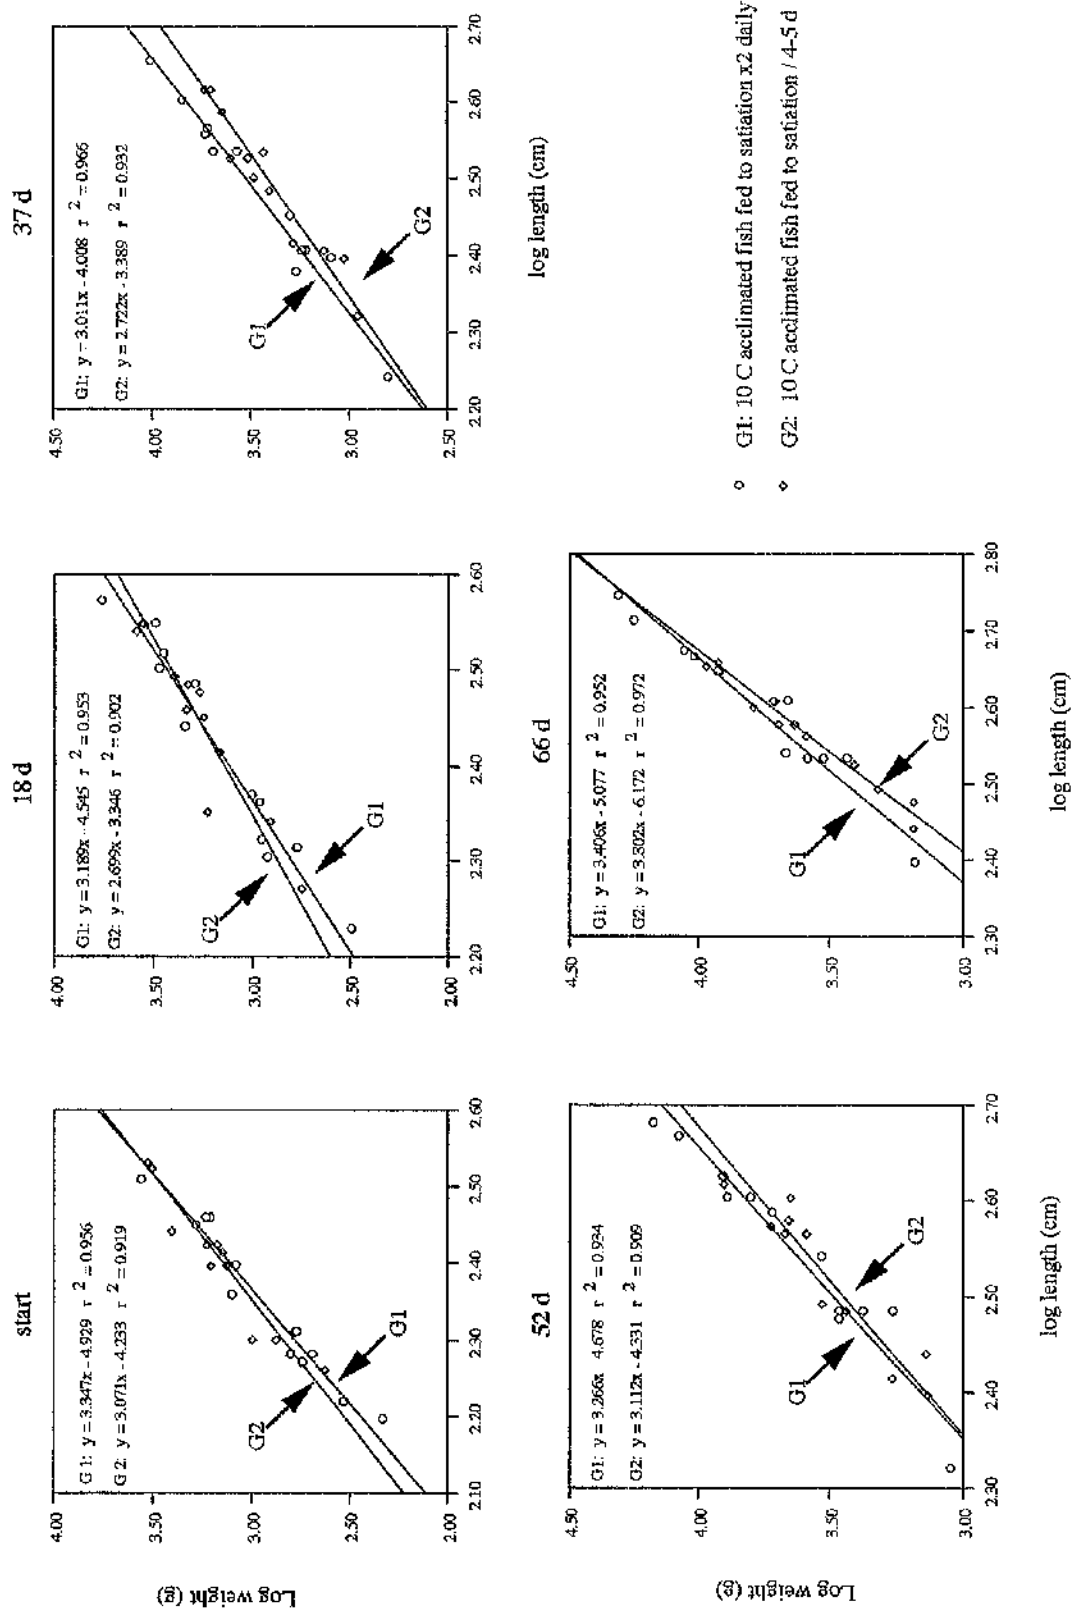 start
G1: y = 3.347x - 4.929 r 2 = 0.956
G2: y = 3.071x - 4.233 r 2 = 0.919
G2
G1
4.00
3.50
3.00
2.50
2.00
2.10
2.20
2.30
2.40
2.50
2.60
Log weight (g)
18 d
G1: y = 3.189x - 4.545 r 2 = 0.953
G2: y = 2.699x - 3.346 r 2 = 0.902
G2
G1
4.00
3.50
3.00
2.50
2.00
2.20
2.30
2.40
2.50
2.60
37 d
G1: y = 3.011x - 4.008 r 2 = 0.966
G2: y = 2.722x - 3.389 r 2 = 0.932
G1
G2
4.50
4.00
3.50
3.00
2.50
2.20
2.30
2.40
2.50
2.60
2.70
log length (cm)
52 d
G1: y = 3.266x - 4.678 r 2 = 0.934
G2: y = 3.112x - 4.331 r 2 = 0.909
G1
G2
4.50
4.00
3.50
3.00
2.30
2.40
2.50
2.60
2.70
Log weight (g)
log length (cm)
66 d
G1: y = 3.406x - 5.077 r 2 = 0.952
G2: y = 3.802x - 6.172 r 2 = 0.972
G1
G2
4.50
4.00
3.50
3.00
2.30
2.40
2.50
2.60
2.70
2.80
log length (cm)
G1: 10 C acclimated fish fed to satiation x2 daily
G2: 10 C acclimated fish fed to satiation / 4-5 d